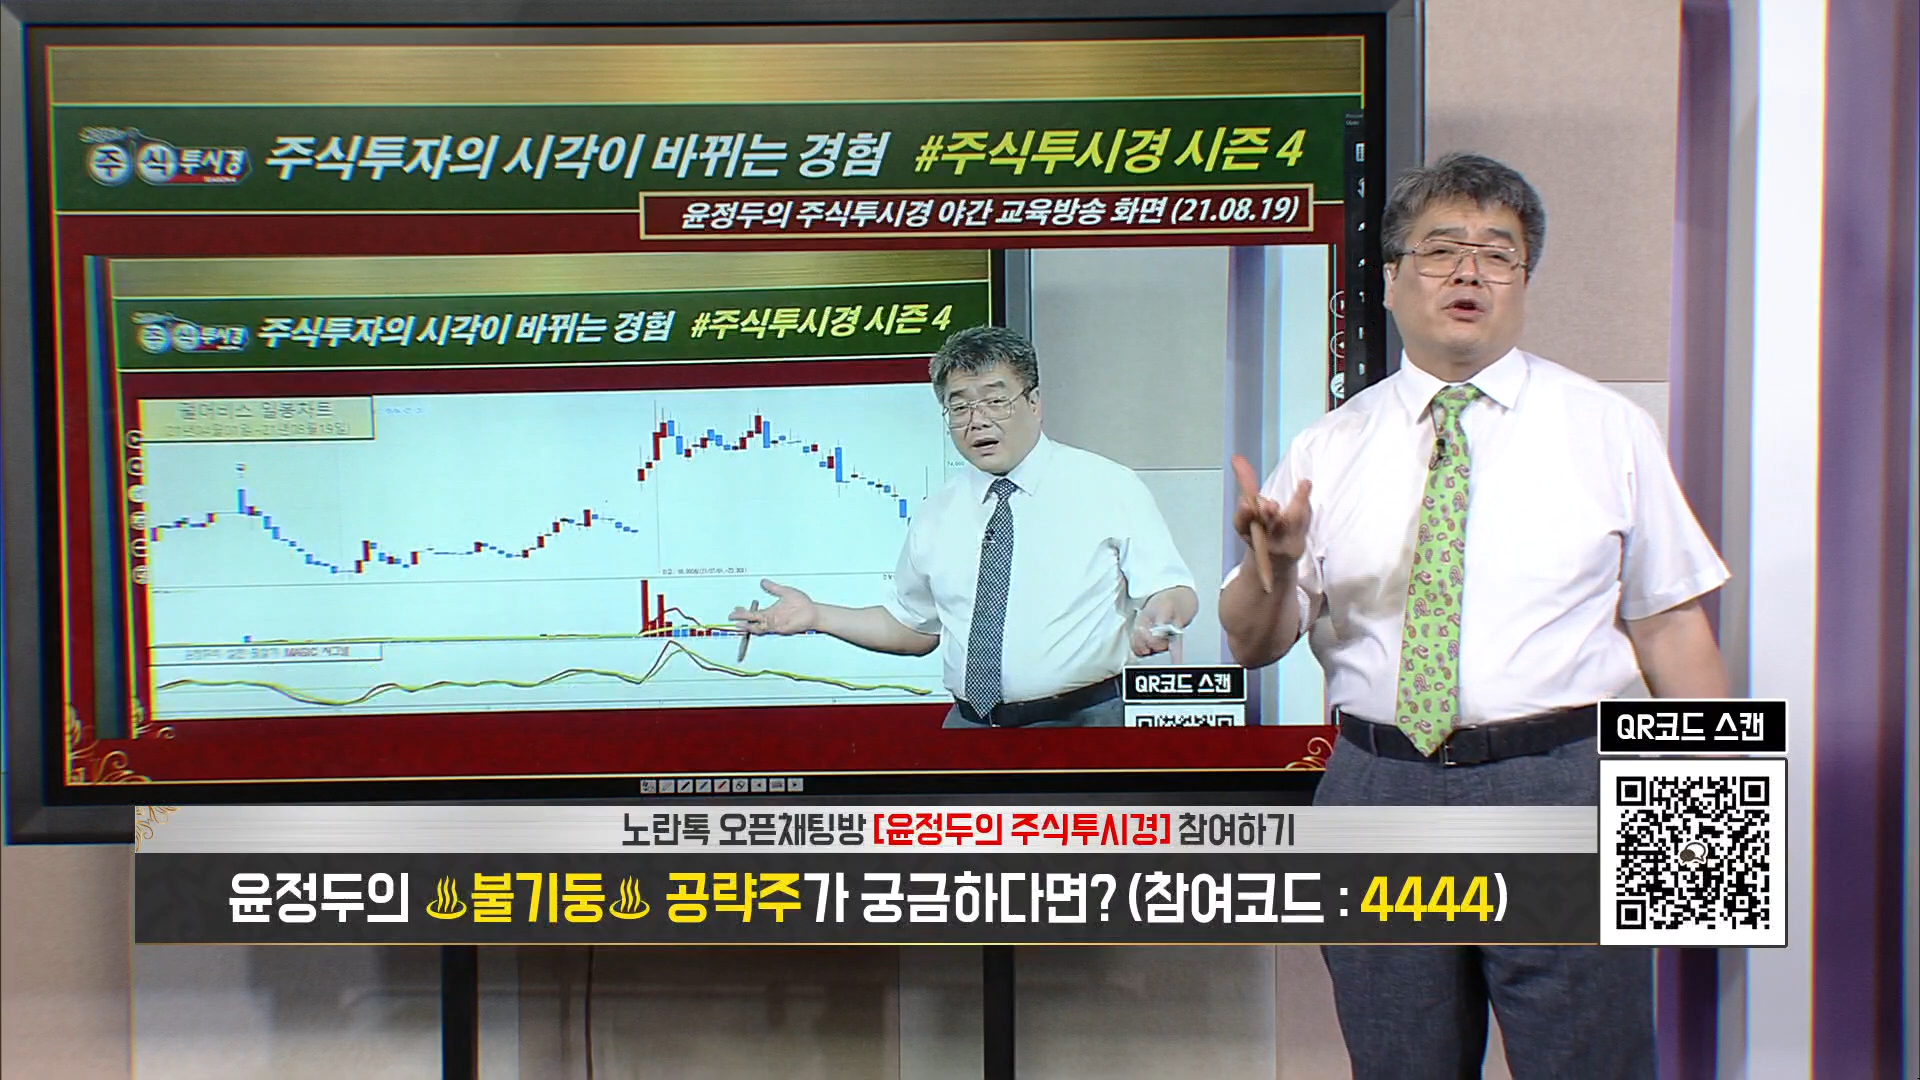 주식투시경 주식투자의 시각이 바뀌는 경험 #주식투시경 시즌 4
윤정두의 주식투시경 야간 교육방송 화면 (21.08.19)
주식투시경 주식투자의 시각이 바뀌는 경험 #주식투시경 시즌 4
일봉차트
QR코드 스캔
QR코드 스캔
노란톡 오픈채팅방 [윤정두의 주식투시경] 참여하기
윤정두의 ♨불기둥♨ 공략주가 궁금하다면? (참여코드 : 4444)